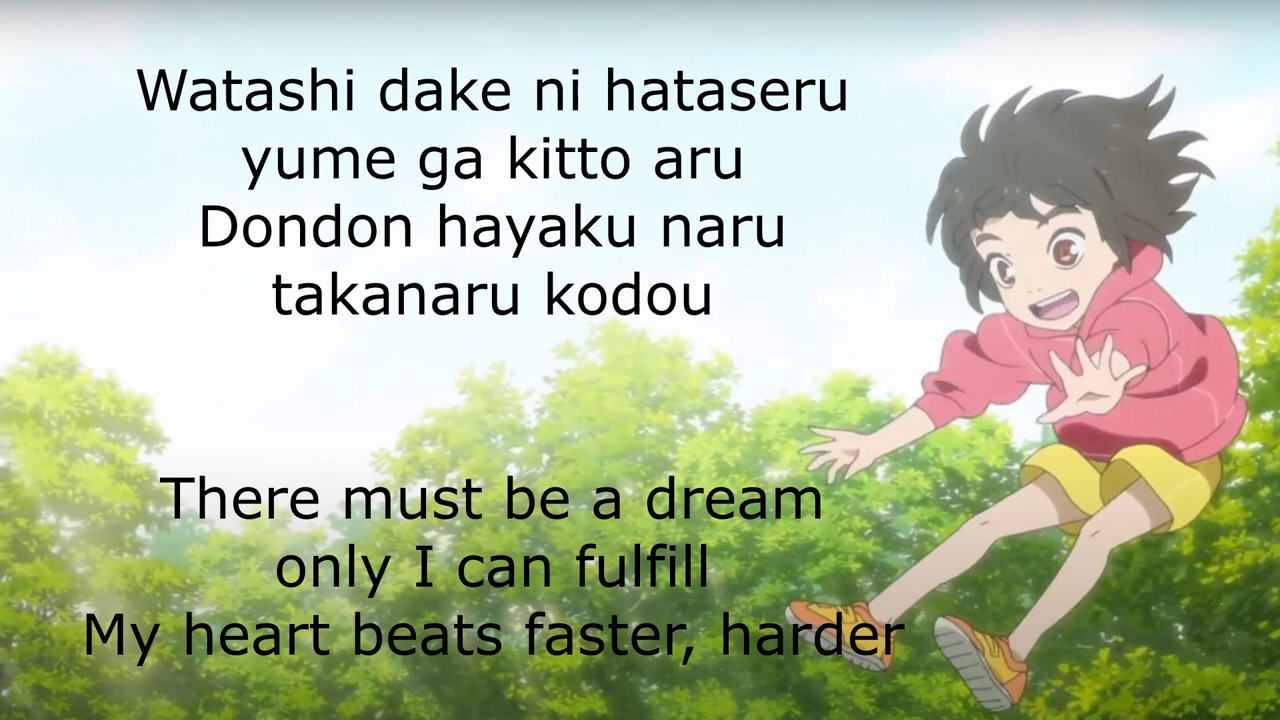 Watashi dake ni hataseru
yume ga kitto aru
Dondon hayaku naru
takanaru kodou
There must be a dream
only I can fulfill
My heart beats faster, harder